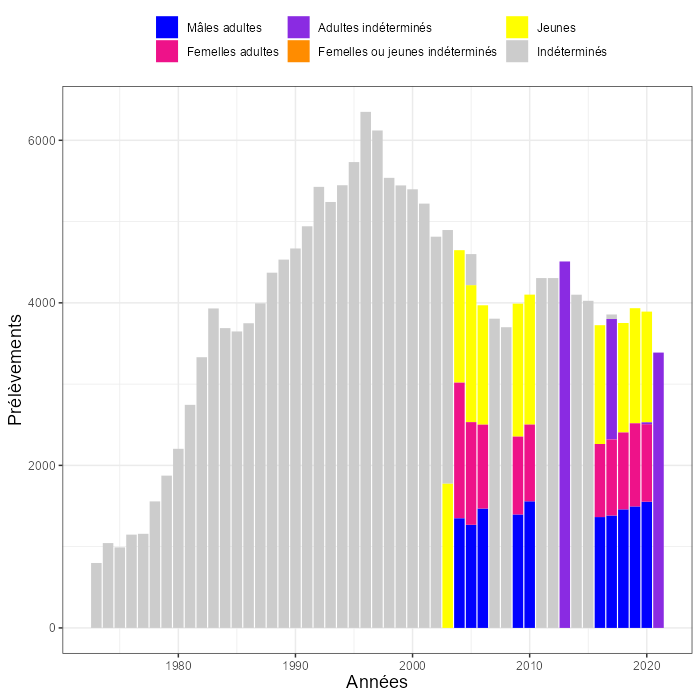 Mâles adultes Adultes indéterminés Jeunes
Femelles adultes Femelles ou jeunes indéterminés Indéterminés
Prélèvements
6000
4000
2000
0
1980 1990 2000 2010 2020
Années